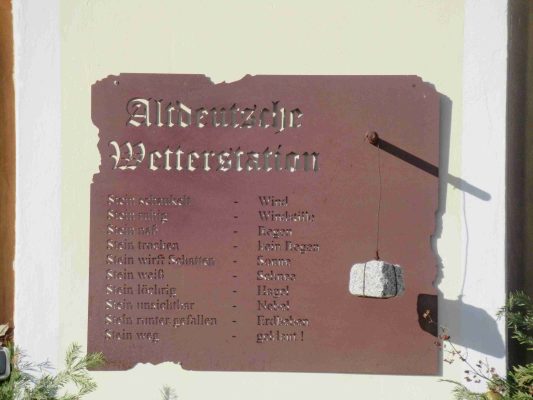 Altdeutsche
Wetterstation
Stein schaukelt - Wind
Stein ruhig - Windstille
Stein naß - Regen
Stein trocken - kein Regen
Stein wirft Schatten - Sonne
Stein weiß - Schnee
Stein löchrig - Hagel
Stein unsichtbar - Nebel
Stein runter gefallen - Erdbeben
Stein weg - geklaut !